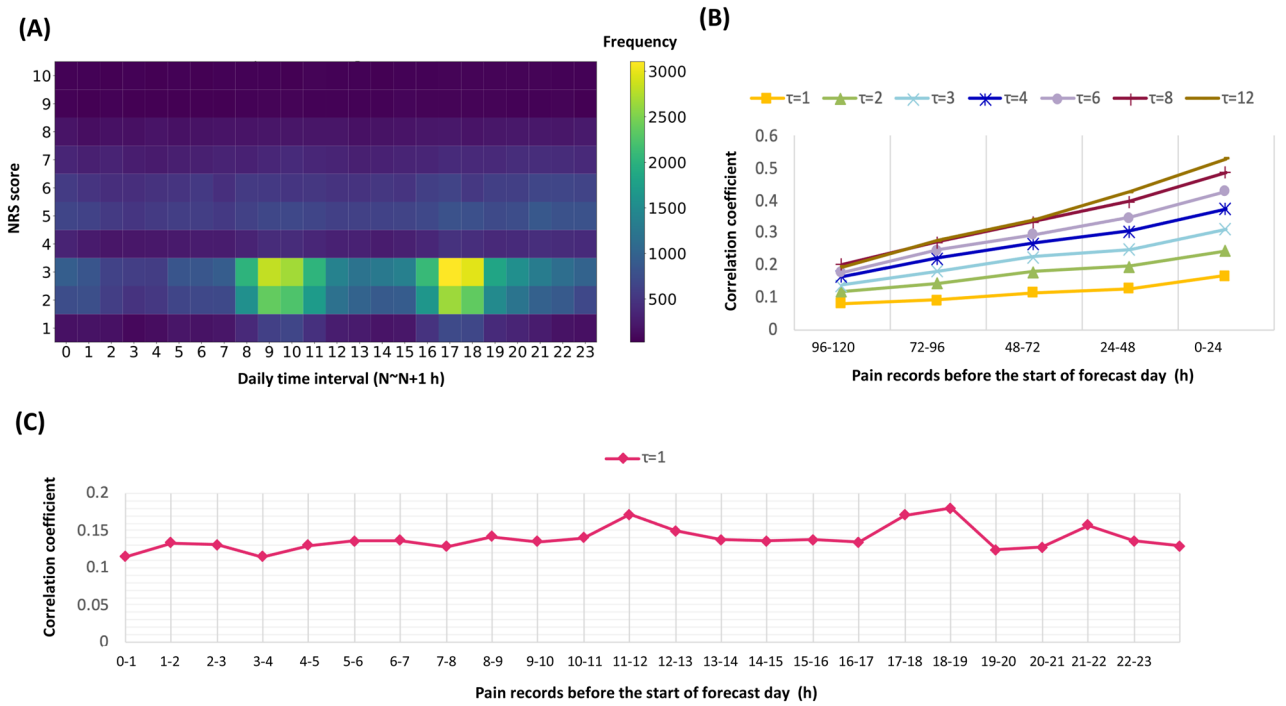 (A)
Frequency
NRS score
10
9
8
7
6
5
4
3
2
1
0 1 2 3 4 5 6 7 8 9 10 11 12 13 14 15 16 17 18 19 20 21 22 23
Daily time interval (N~N+1 h)
3000
2500
2000
1500
1000
500
(B)
τ=1 τ=2 τ=3 τ=4 τ=6 τ=8 τ=12
Correlation coefficient
0.6
0.5
0.4
0.3
0.2
0.1
0
96-120 72-96 48-72 24-48 0-24
Pain records before the start of forecast day (h)
(C)
τ=1
Correlation coefficient
0.2
0.15
0.1
0.05
0
0-1 1-2 2-3 3-4 4-5 5-6 6-7 7-8 8-9 9-10 10-11 11-12 12-13 13-14 14-15 15-16 16-17 17-18 18-19 19-20 20-21 21-22 22-23
Pain records before the start of forecast day (h)